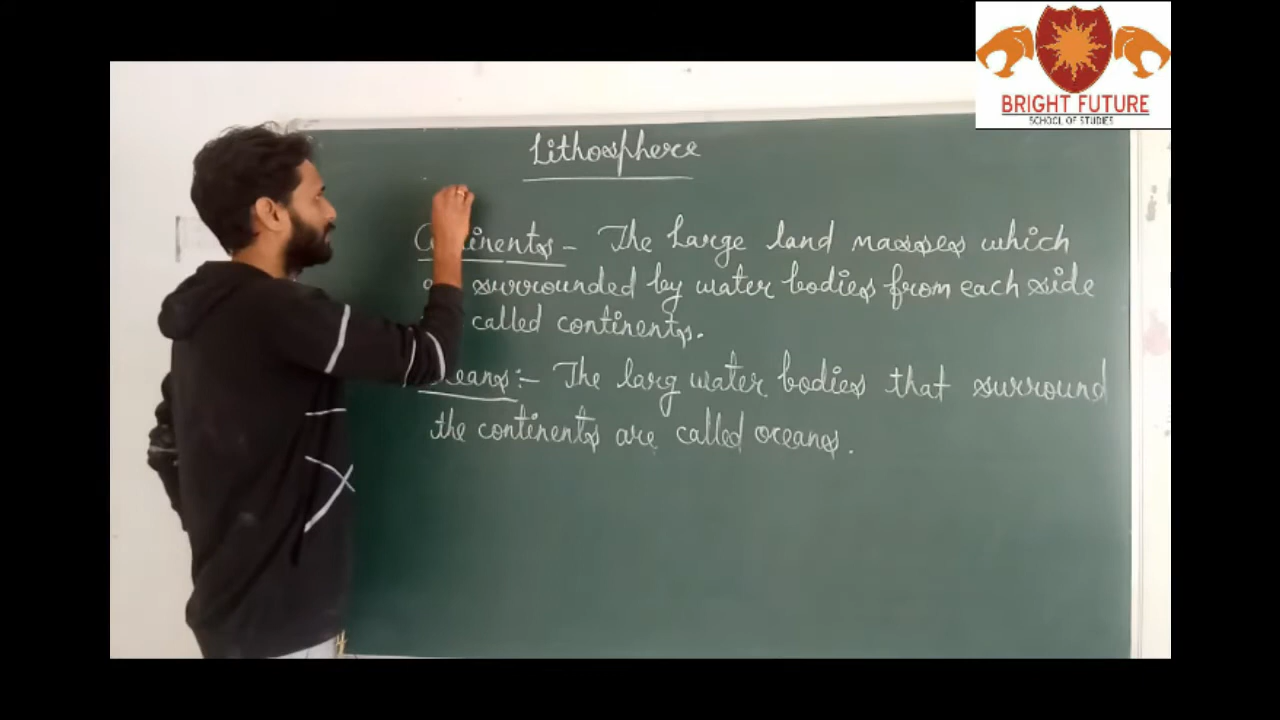 BRIGHT FUTURE
SCHOOL OF STUDIES
Lithosphere
Continents – The Large land masses which
surrounded by water bodies from each side
called continents.
:- The larg water bodies that surround
the continents are called oceans.